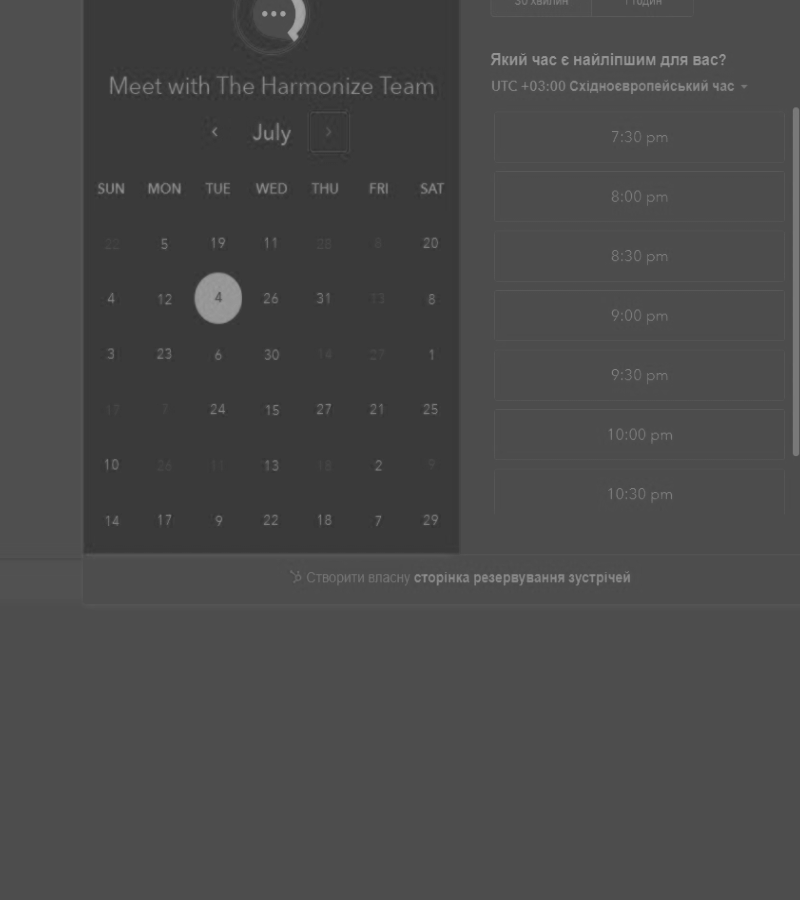 30 хвилин 1 годин
Meet with The Harmonize Team
July
SUN MON TUE WED THU FRI SAT
22 5 19 11 28 6 20
4 12 4 26 31 13 8
3 23 6 30 14 27 1
17 7 24 15 27 21 25
10 26 11 13 18 2 9
14 17 9 22 18 7 29
Який час є найліпшим для вас?
UTC +03:00 Східноєвропейський час
7:30 pm
8:00 pm
8:30 pm
9:00 pm
9:30 pm
10:00 pm
10:30 pm
Створити власну сторінка резервування зустрічей